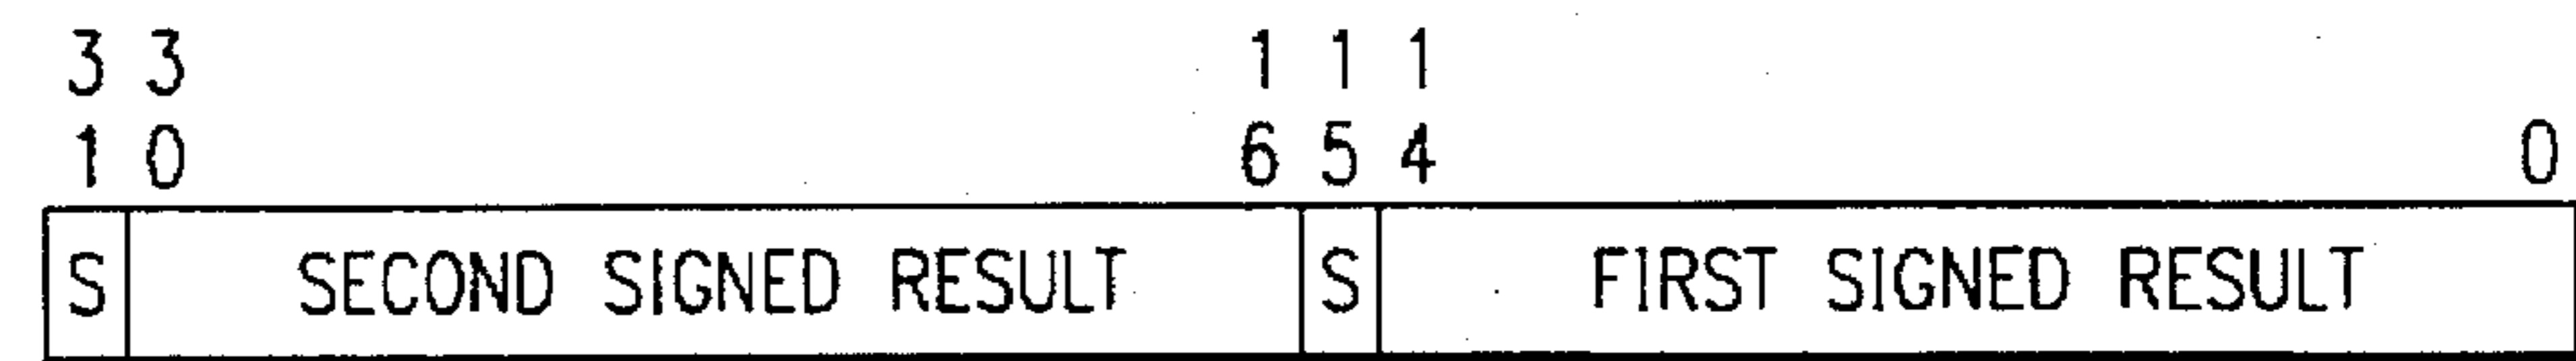 3 3 1 1 1
1 0 6 5 4 0
S SECOND SIGNED RESULT S FIRST SIGNED RESULT